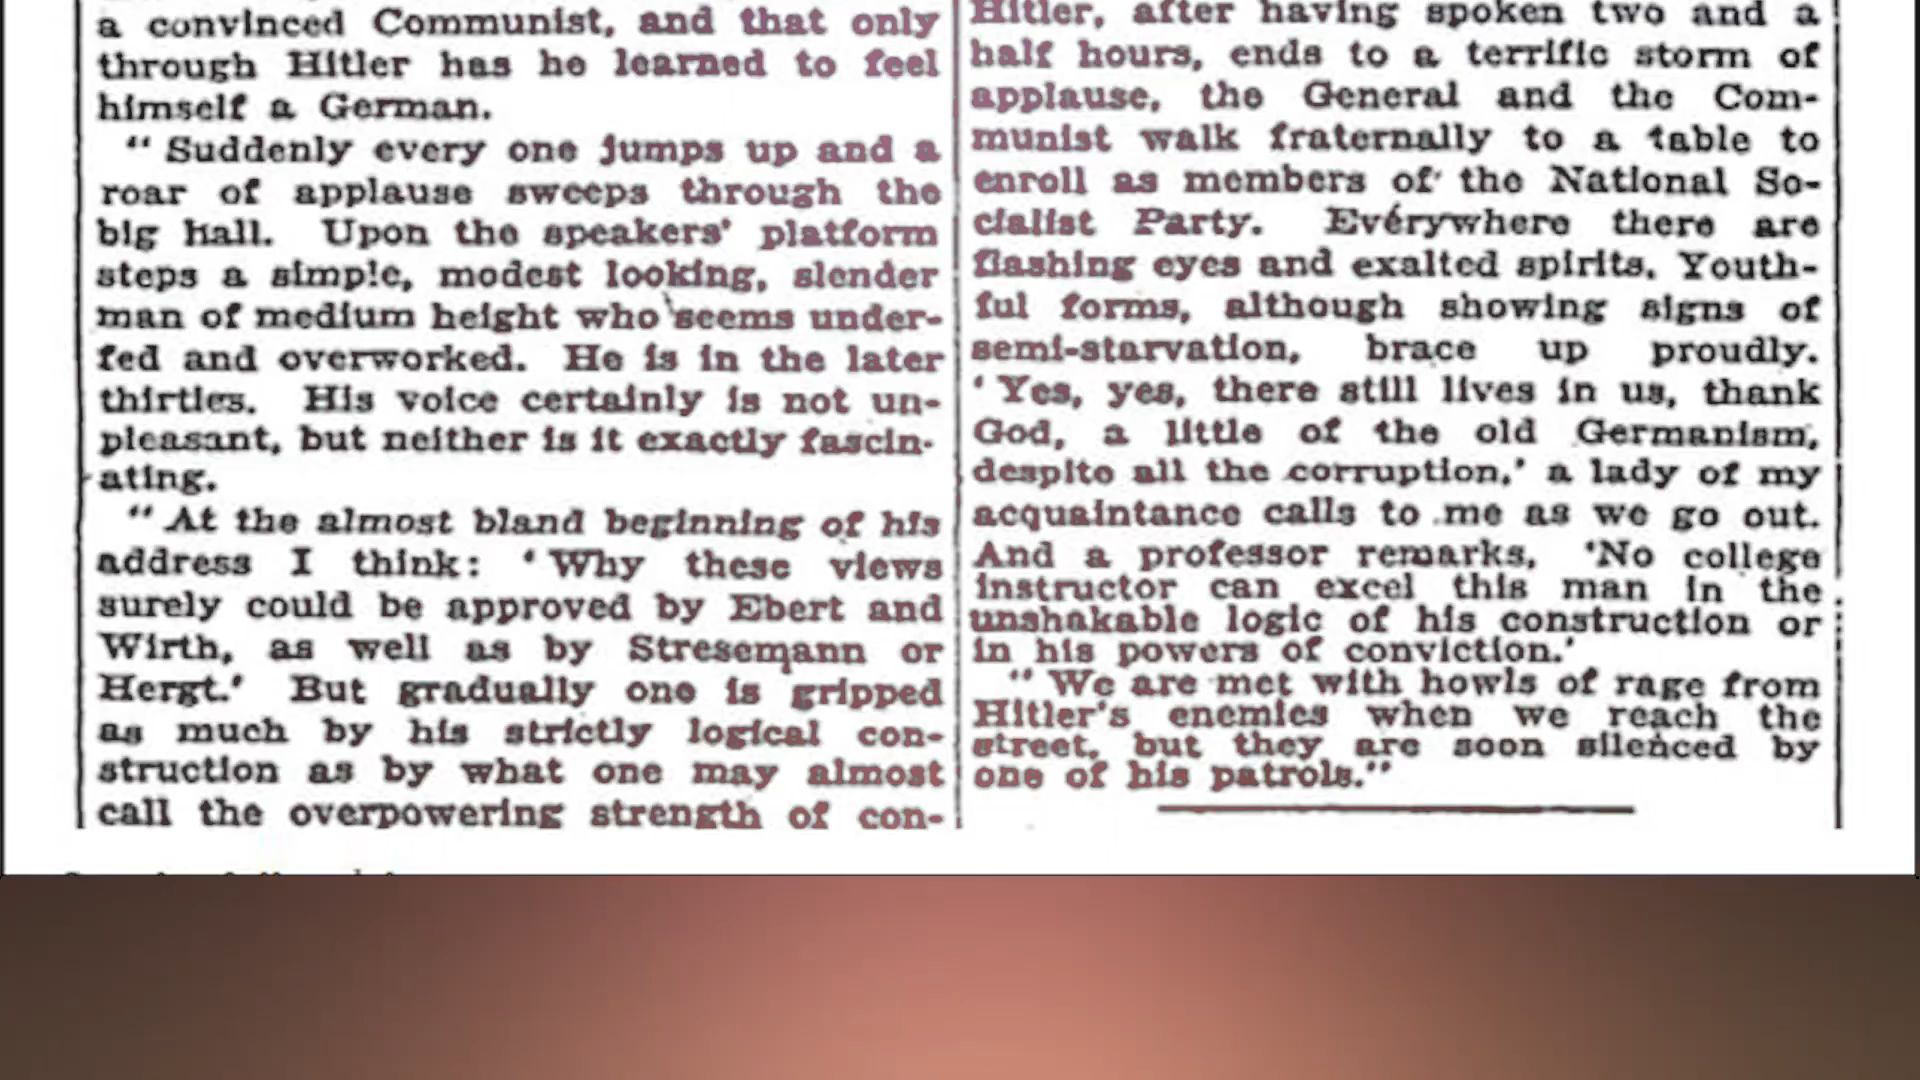 a convinced Communist, and that only
through Hitler has he learned to feel
himself a German.
“ Suddenly every one jumps up and a
roar of applause sweeps through the
big hall. Upon the speakers' platform
steps a simple, modest looking, slender
man of medium height who seems under-
fed and overworked. He is in the later
thirties. His voice certainly is not un-
pleasant, but neither is it exactly fascin-
ating.
“ At the almost bland beginning of his
address I think: ‘ Why these views
surely could be approved by Ebert and
Wirth, as well as by Stresemann or
Hergt.’ But gradually one is gripped
as much by his strictly logical con-
struction as by what one may almost
call the overpowering strength of con-
Hitler, after having spoken two and a
half hours, ends to a terrific storm of
applause, the General and the Com-
munist walk fraternally to a table to
enroll as members of the National So-
cialist Party. Everywhere there are
flashing eyes and exalted spirits. Youth-
ful forms, although showing signs of
semi-starvation, brace up proudly.
‘ Yes, yes, there still lives in us, thank
God, a little of the old Germanism,
despite all the corruption,’ a lady of my
acquaintance calls to me as we go out.
And a professor remarks, ‘No college
instructor can excel this man in the
unshakable logic of his construction or
in his powers of conviction.’
“ We are met with howls of rage from
Hitler's enemies when we reach the
street, but they are soon silenced by
one of his patrols.”